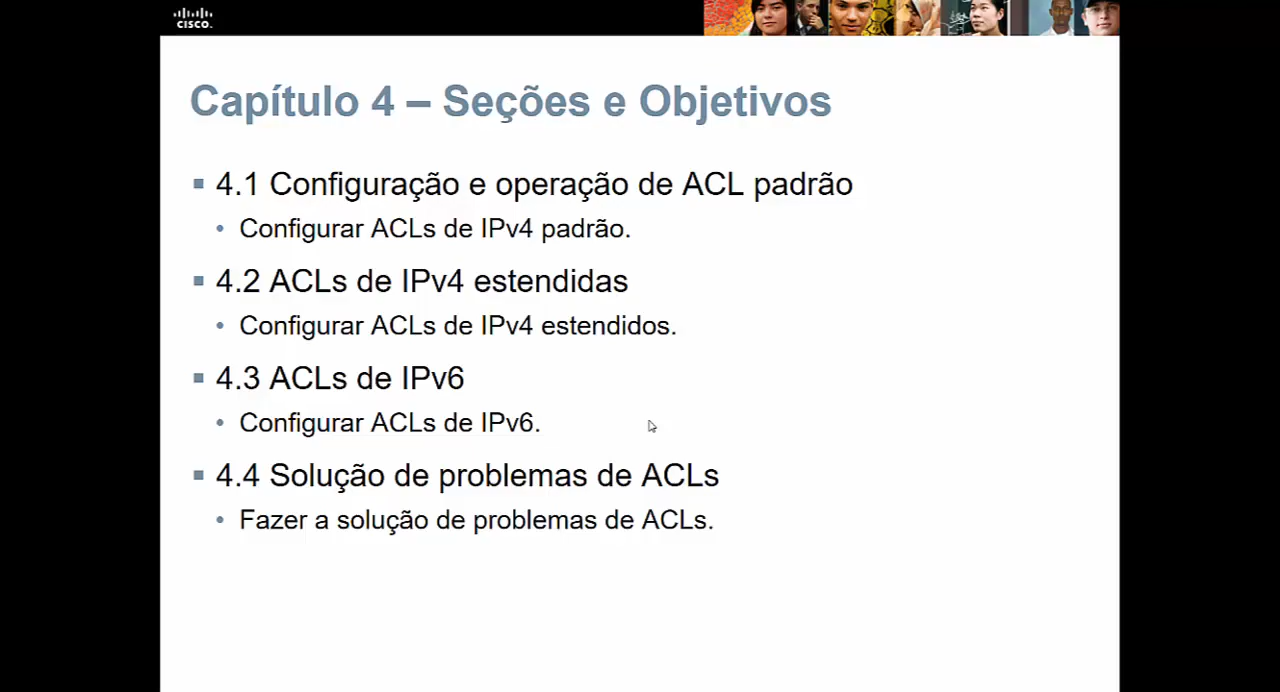 CISCO.
Capítulo 4 – Seções e Objetivos
4.1 Configuração e operação de ACL padrão
Configurar ACLs de IPv4 padrão.
4.2 ACLs de IPv4 estendidas
Configurar ACLs de IPv4 estendidos.
4.3 ACLs de IPv6
Configurar ACLs de IPv6.
4.4 Solução de problemas de ACLs
Fazer a solução de problemas de ACLs.